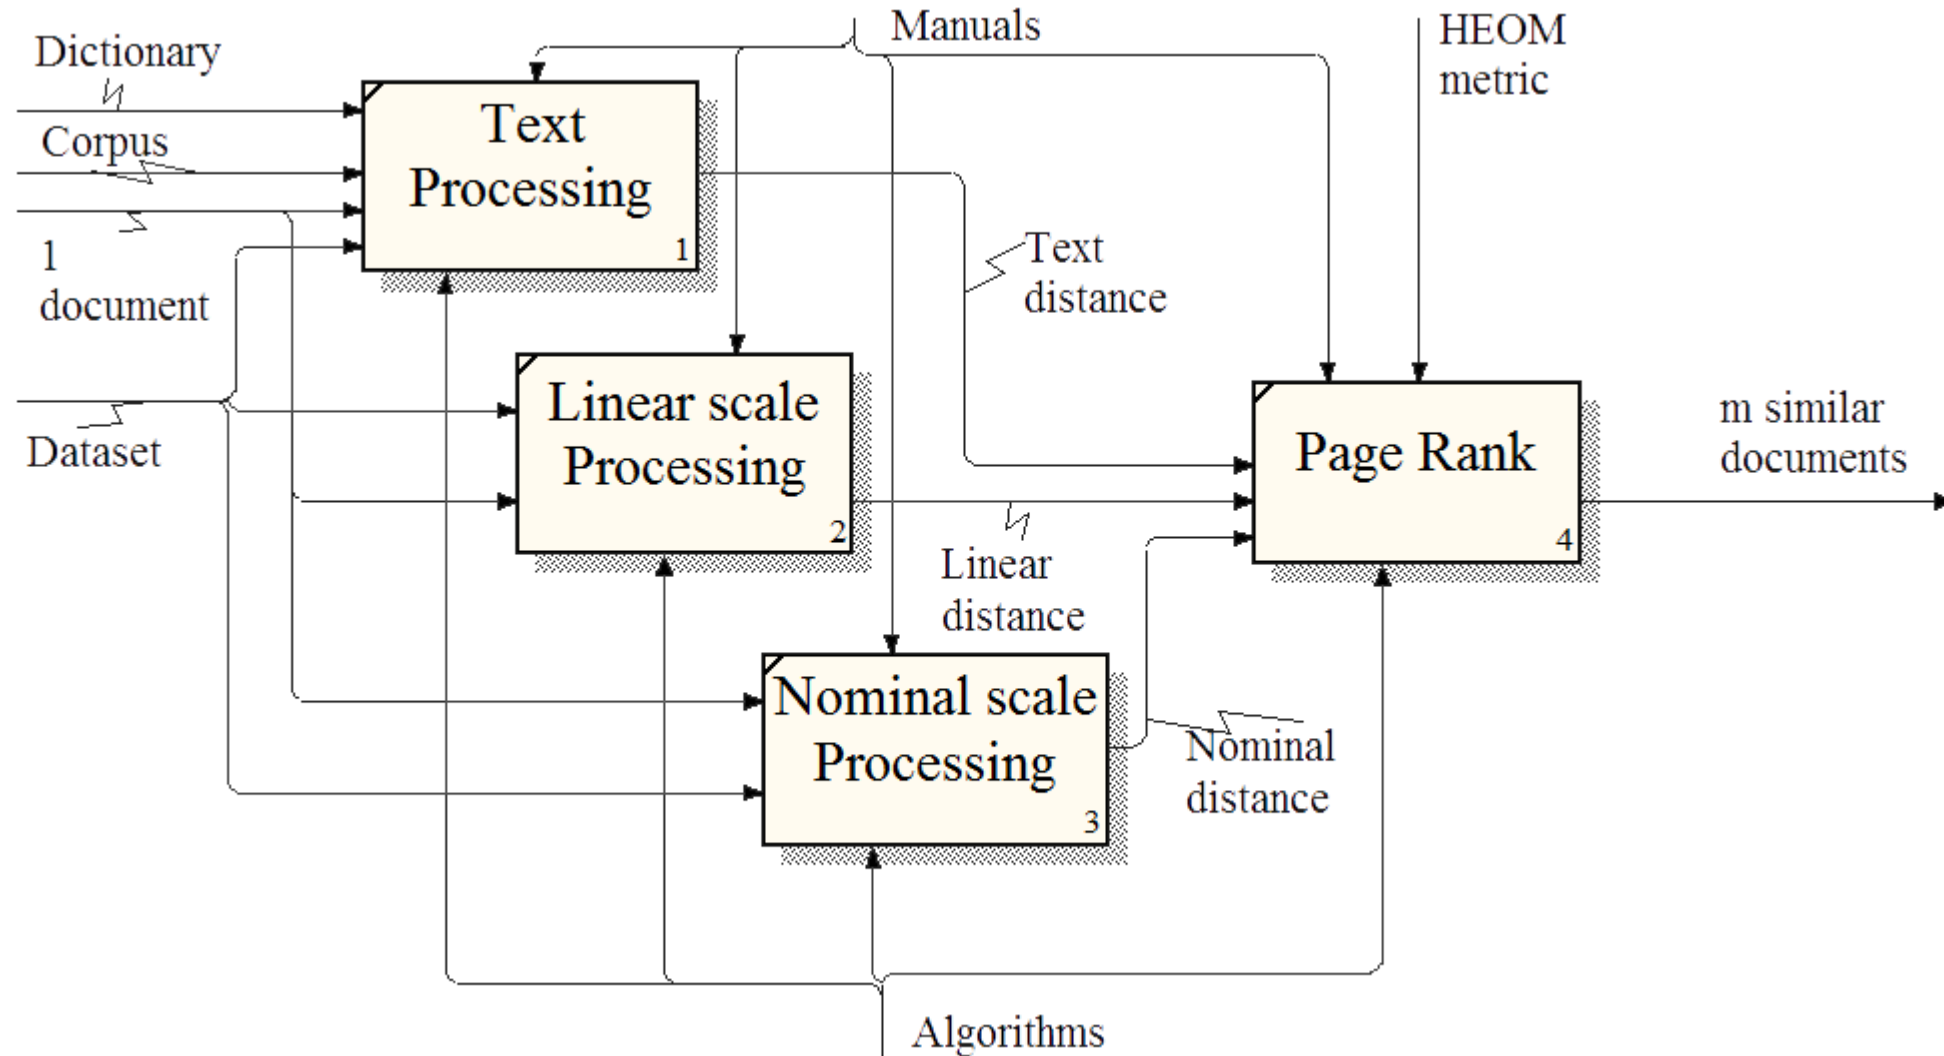 Manuals
HEOM
metric
Dictionary
Corpus
1
document
Dataset
Text
Processing
1
Text
distance
Linear scale
Processing
2
Linear
distance
Page Rank
4
m similar
documents
Nominal scale
Processing
3
Nominal
distance
Algorithms